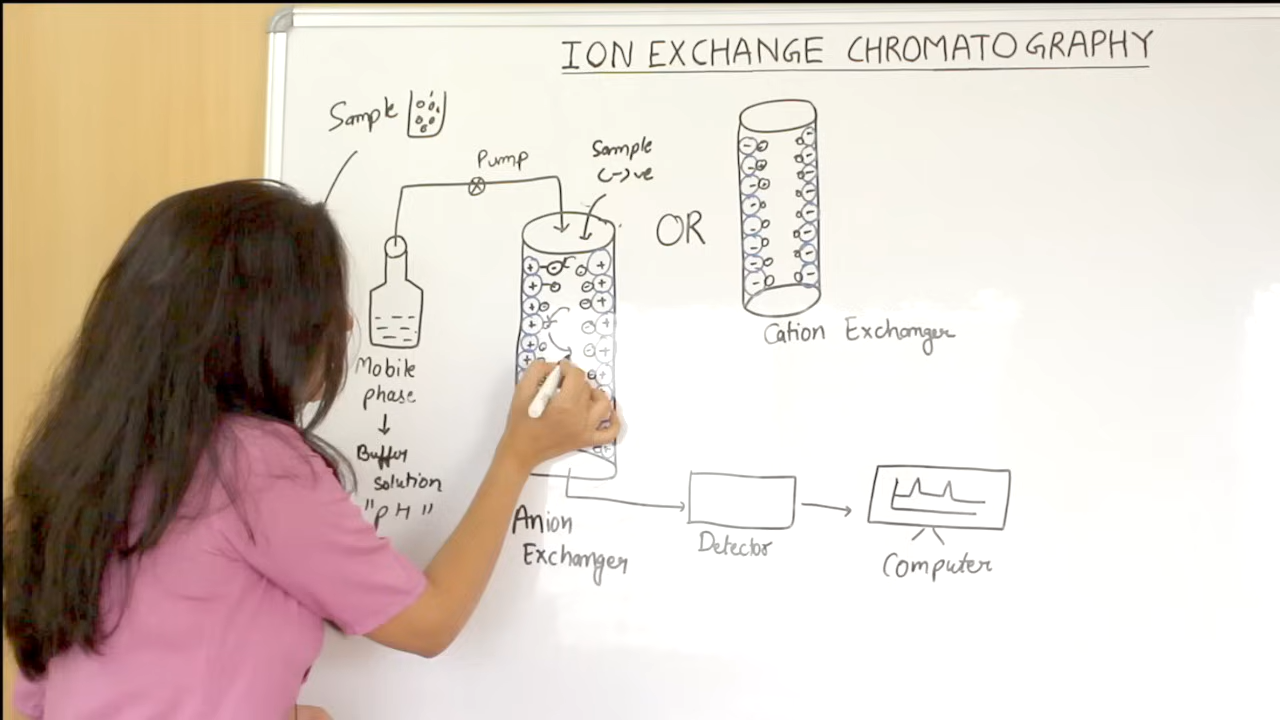 ION EXCHANGE CHROMATOGRAPHY
Sample
Pump
Sample
(-)ve
OR
Cation Exchanger
Mobile
phase
Buffer
solution
"pH"
Anion
Exchanger
Detector
Computer